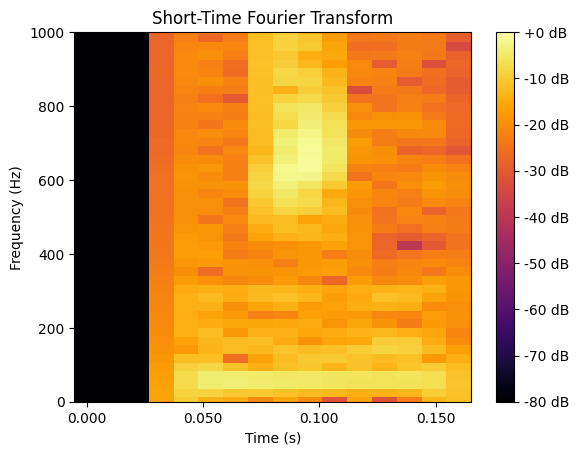 Short-Time Fourier Transform
1000
800
600
400
200
0
Frequency (Hz)
0.000
0.050
0.100
0.150
Time (s)
+0 dB
-10 dB
-20 dB
-30 dB
-40 dB
-50 dB
-60 dB
-70 dB
-80 dB